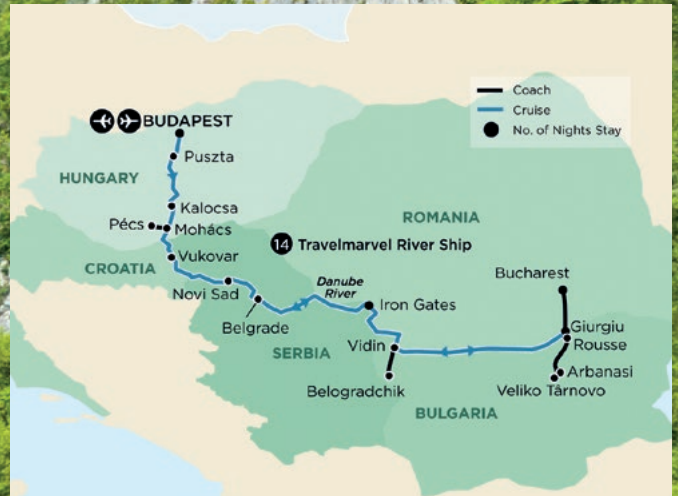 Coach
Cruise
No. of Nights Stay
BUDAPEST
Puszta
HUNGARY
Kalocsa
Pécs
Mohács
ROMANIA
Vukovar
14 Travelmarvel River Ship
CROATIA
Bucharest
Novi Sad
Danube
River
Iron Gates
Belgrade
Giurgiu
Rousse
Vidin
SERBIA
Arbanasi
Belogradchik
Veliko Târnovo
BULGARIA